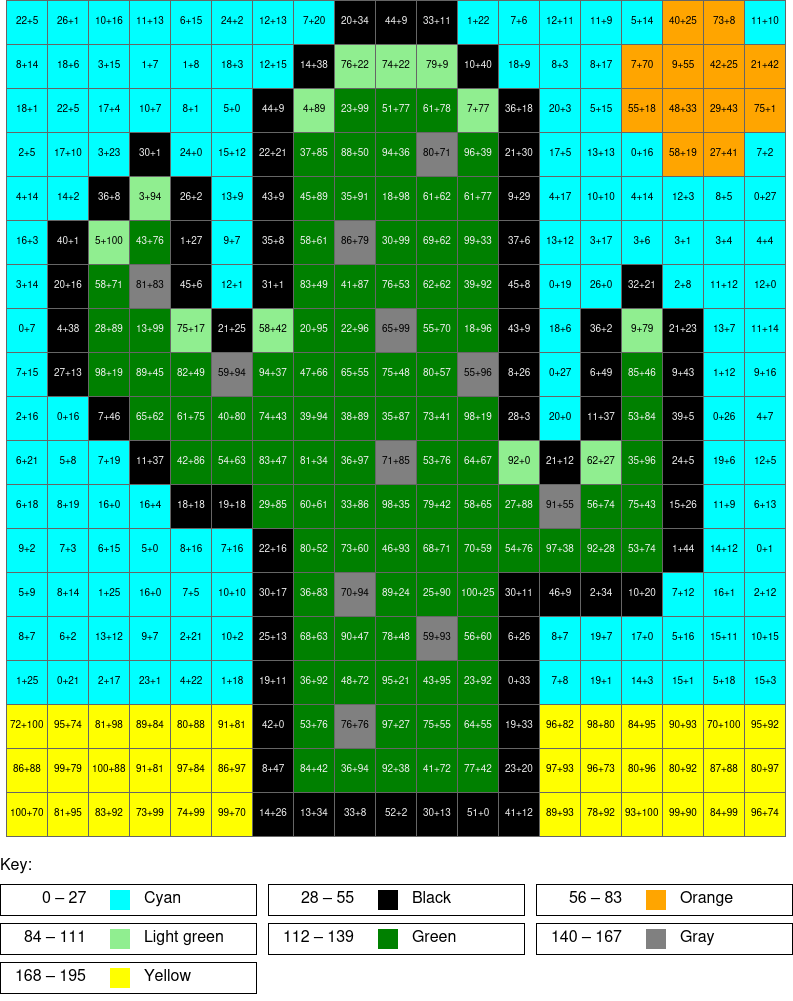 22+5 26+1 10+16 11+13 6+15 24+2 12+13 7+20 20+34 44+9 33+11 1+22 7+6 12+11 11+9 5+14 40+25 73+8 11+10
8+14 18+6 3+15 1+7 1+8 18+3 12+15 14+38 76+22 74+22 79+9 10+40 18+9 8+3 8+17 7+70 9+55 42+25 21+42
18+1 22+5 17+4 10+7 8+1 5+0 44+9 4+89 23+99 51+77 61+78 7+77 36+18 20+3 5+15 55+18 48+33 29+43 75+1
2+5 17+10 3+23 30+1 24+0 15+12 22+21 37+85 88+50 94+36 80+71 96+39 21+30 17+5 13+13 0+16 58+19 27+41 7+2
4+14 14+2 36+8 3+94 26+2 13+9 43+9 45+89 35+91 18+98 61+62 61+77 9+29 4+17 10+10 4+14 12+3 8+5 0+27
16+3 40+1 5+100 43+76 1+27 9+7 35+8 58+61 86+79 30+99 69+62 99+33 37+6 13+12 3+17 3+6 3+1 3+4 4+4
3+14 20+16 58+71 81+83 45+6 12+1 31+1 83+49 41+87 76+53 62+62 39+92 45+8 0+19 26+0 32+21 2+8 11+12 12+0
0+7 4+38 28+89 13+99 75+17 21+25 58+42 20+95 22+96 65+99 55+70 18+96 43+9 18+6 36+2 9+79 21+23 13+7 11+14
7+15 27+13 98+19 89+45 82+49 59+94 94+37 47+66 65+55 75+48 80+57 55+96 8+26 0+27 6+49 85+46 9+43 1+12 9+16
2+16 0+16 7+46 65+62 61+75 40+80 74+43 39+94 38+89 35+87 73+41 98+19 28+3 20+0 11+37 53+84 39+5 0+26 4+7
6+21 5+8 7+19 11+37 42+86 54+63 83+47 81+34 36+97 71+85 53+76 64+67 92+0 21+12 62+27 35+96 24+5 19+6 12+5
6+18 8+19 16+0 16+4 18+18 19+18 29+85 60+61 33+86 98+35 79+42 58+65 27+88 91+55 56+74 75+43 15+26 11+9 6+13
9+2 7+3 6+15 5+0 8+16 7+16 22+16 80+52 73+60 46+93 68+71 70+59 54+76 97+38 92+28 53+74 1+44 14+12 0+1
5+9 8+14 1+25 16+0 7+5 10+10 30+17 36+83 70+94 89+24 25+90 100+25 30+11 46+9 2+34 10+20 7+12 16+1 2+12
8+7 6+2 13+12 9+7 2+21 10+2 25+13 68+63 90+47 78+48 59+93 56+60 6+26 8+7 19+7 17+0 5+16 15+11 10+15
1+25 0+21 2+17 23+1 4+22 1+18 19+11 36+92 48+72 95+21 43+95 23+92 0+33 7+8 19+1 14+3 15+1 5+18 15+3
72+100 95+74 81+98 89+84 80+88 91+81 42+0 53+76 76+76 97+27 75+55 64+55 19+33 96+82 98+80 84+95 90+93 70+100 95+92
86+88 99+79 100+88 91+81 97+84 86+97 8+47 84+42 36+94 92+38 41+72 77+42 23+20 97+93 96+73 80+96 80+92 87+88 80+97
100+70 81+95 83+92 73+99 74+99 99+70 14+26 13+34 33+8 52+2 30+13 51+0 41+12 89+93 78+92 93+100 99+90 84+99 96+74
Key:
0 – 27 Cyan 28 – 55 Black 56 – 83 Orange
84 – 111 Light green 112 – 139 Green 140 – 167 Gray
168 – 195 Yellow